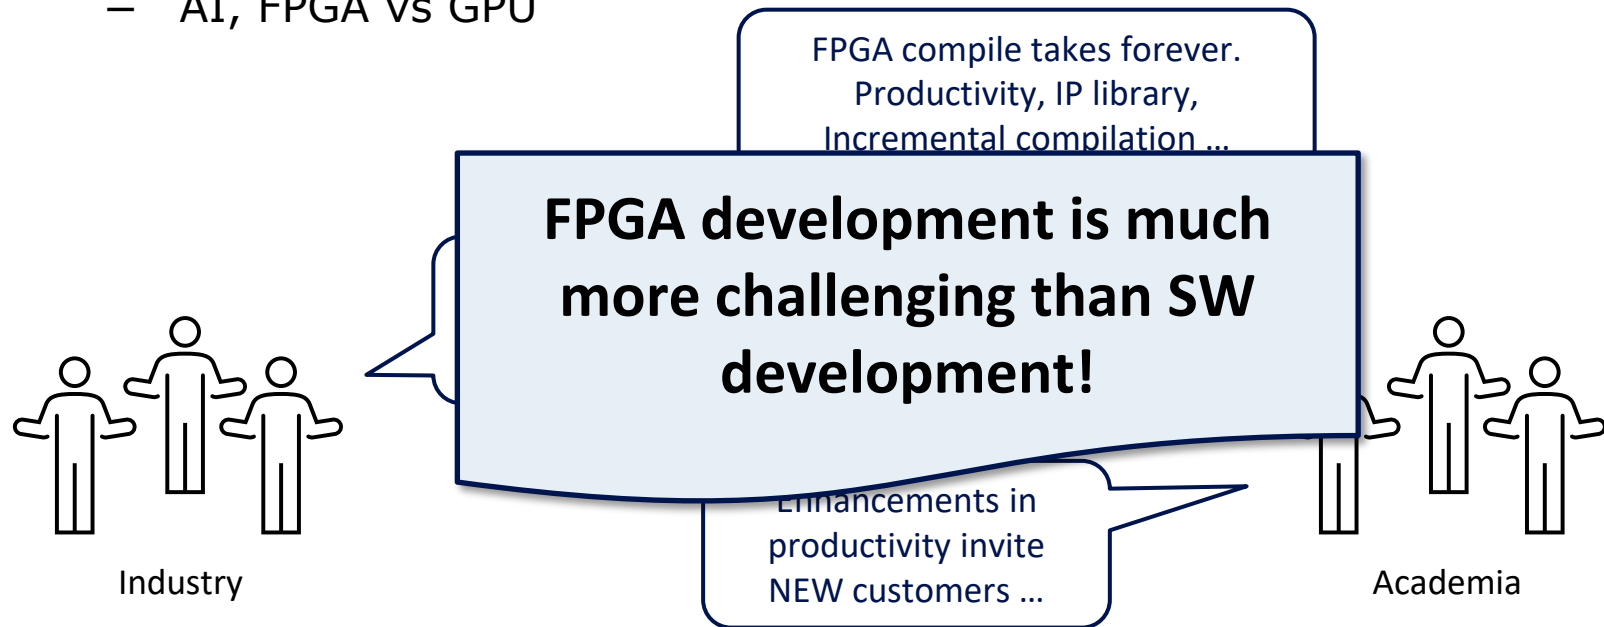 – AI, FPGA vs GPU
FPGA compile takes forever.
Productivity, IP library,
Incremental compilation ...
FPGA development is much
more challenging than SW
development!
Enhancements in
productivity invite
NEW customers ...
Industry
Academia